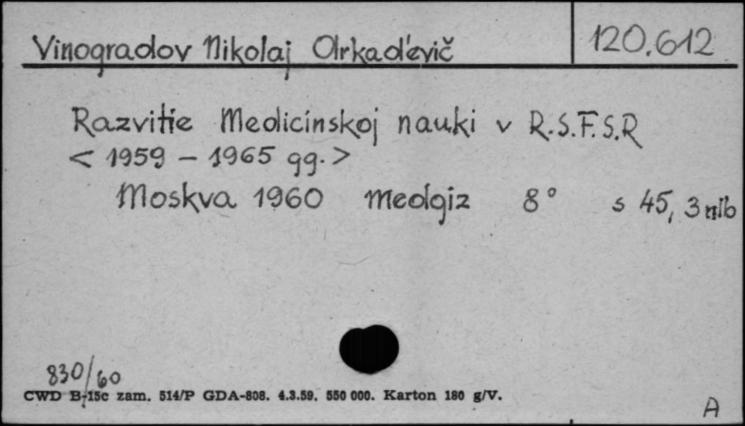 Vinogradov Nikolaj Arkad'evič 120.612
Razvitie Medicinskoj nauki v R.S.F.S.R
< 1959 - 1965 gg. >
Moskva 1960 Medgiz 8° s 45, 3 nlb
830/60
CWD B-15c zam. 514/P GDA-808. 4.3.59. 550 000. Karton 180 g/V.
A